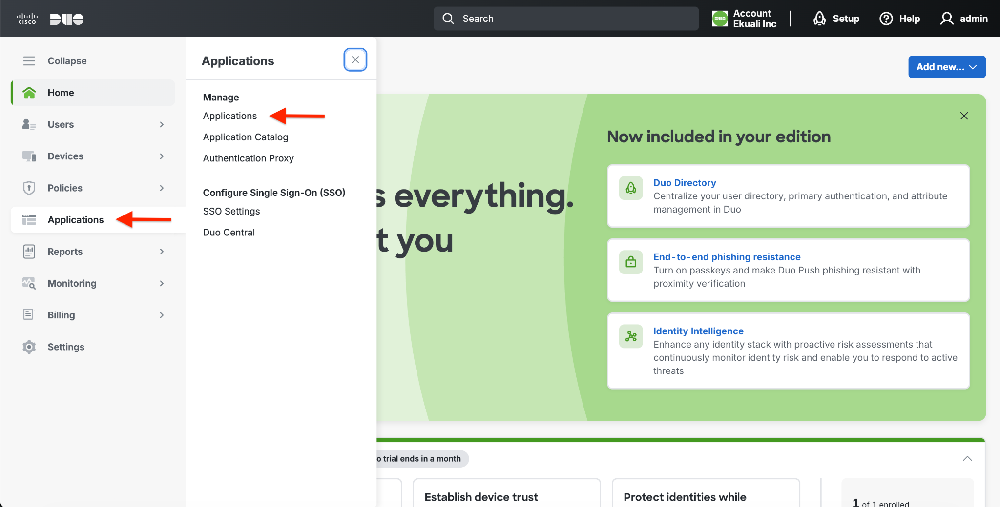 CISCO DUO
Search
Account
Ekuali Inc
Setup
Help
admin
Collapse
Home
Users
Devices
Policies
Applications
Reports
Monitoring
Billing
Settings
Applications
Manage
Applications
Application Catalog
Authentication Proxy
Configure Single Sign-On (SSO)
SSO Settings
Duo Central
Add new...
s everything.
t you
Now included in your edition
Duo Directory
Centralize your user directory, primary authentication, and attribute
management in Duo
End-to-end phishing resistance
Turn on passkeys and make Duo Push phishing resistant with
proximity verification
Identity Intelligence
Enhance any identity stack with proactive risk assessments that
continuously monitor identity risk and enable you to respond to active
threats
o trial ends in a month
Establish device trust
Protect identities while
1 of 1 enrolled